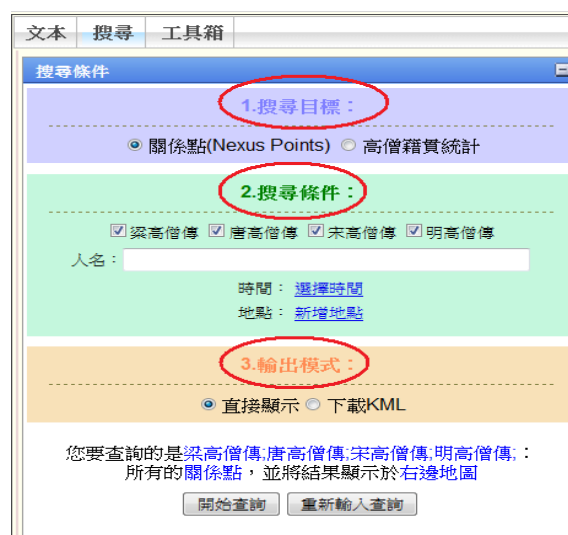 文本 搜尋 工具箱
搜尋條件
1.搜尋目標：
關係點(Nexus Points) 高僧籍貫統計
2.搜尋條件：
梁高僧傳 唐高僧傳 宋高僧傳 明高僧傳
人名：
時間： 選擇時間
地點： 新增地點
3.輸出模式：
直接顯示 下載KML
您要查詢的是梁高僧傳;唐高僧傳;宋高僧傳;明高僧傳;：
所有的關係點，並將結果顯示於右邊地圖
開始查詢 重新輸入查詢